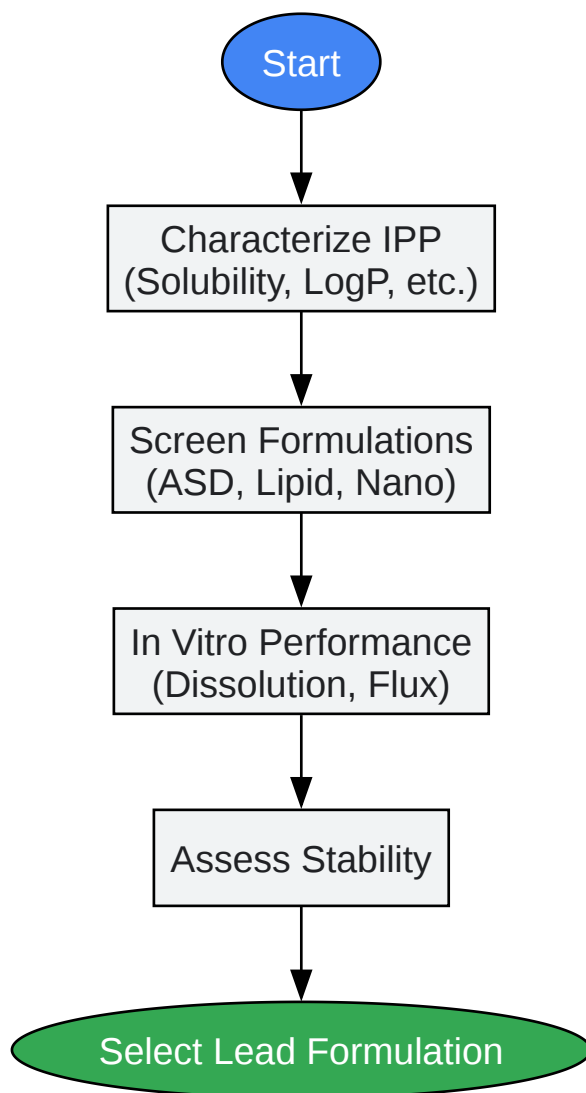 Start
Characterize IPP
(Solubility, LogP, etc.)
Screen Formulations
(ASD, Lipid, Nano)
In Vitro Performance
(Dissolution, Flux)
Assess Stability
Select Lead Formulation